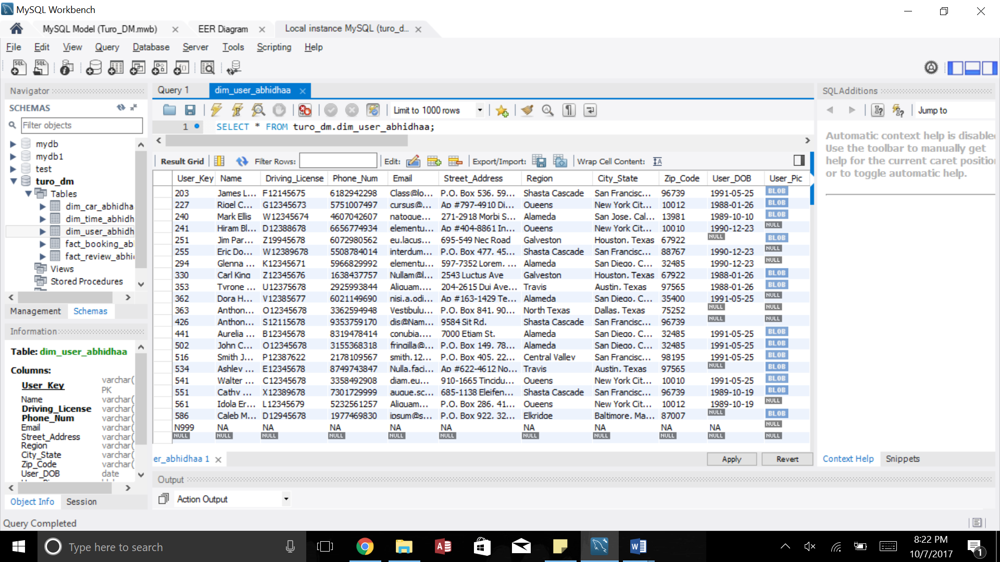 MySQL Workbench
MySQL Model (Turo_DM.mwb) EER Diagram Local instance MySQL (turo_d...
File Edit View Query Database Server Tools Scripting Help
Navigator
SCHEMAS
Filter objects
mydb
mydb1
test
turo_dm
Tables
dim_car_abhidha
dim_time_abhidh
dim_user_abhidh
fact_booking_ab
fact_review_abhi
Views
Stored Procedures
Management Schemas
Information
Table: dim_user_abhidhaa
Columns:
User_Key varchar(
PK
Name varchar(
Driving_License varchar(
Phone_Num varchar(
Email varchar(
Street_Address varchar(
Region varchar(
City_State varchar(
Zip_Code varchar(
User_DOB date
Object Info Session
Query Completed
Query 1 dim_user_abhidhaa
Limit to 1000 rows
1 SELECT * FROM turo_dm.dim_user_abhidhaa;
Result Grid Filter Rows: Edit: Export/Import: Wrap Cell Content:
User_Key Name Driving_License Phone_Num Email Street_Address Region City_State Zip_Code User_DOB User_Pic
203 James L... F12145675 6182942298 Class@lo... P.O. Box 536, 59... Shasta Cascade San Francisc... 96739 1991-05-25 BLOB
227 Rigel C... G12345673 5751007497 cursus@... Ap #797-4910 Di... Queens New York Cit... 10012 1988-01-26 BLOB
240 Mark Ellis W12345674 4607042607 natoque... 271-2918 Morbi S... Alameda San Jose, Cal... 13981 1989-10-10 BLOB
241 Hiram Bl... D12388678 6656774934 elementu... Ap #404-8861 In... Queens New York Cit... 10010 1990-12-23 NULL
251 Jim Par... Z19945678 6072980562 eu.lacus... 695-549 Nec Road Galveston Houston, Texas 67922 NULL BLOB
255 Eric Do... W12389678 5508784014 interdum... P.O. Box 477, 45... Shasta Cascade San Francisc... 88767 1990-12-23 NULL
294 Glenna ... K12345671 5966829992 elementu... 597-7352 Lorem, ... Alameda San Diego, C... 32485 1990-12-23 NULL
330 Carl King Z12345676 1638437757 Nullam@l... 2543 Luctus Ave Galveston Houston, Texas 67922 1988-01-26 BLOB
353 Tyrone ... U12375678 2925993844 Aliquam.... 204-2615 Dui Ave... Travis Austin, Texas 97565 1988-01-26 BLOB
362 Dora H... V12385677 6021149690 nisi.a.odi... Ap #163-1429 Te... Alameda San Diego, C... 35400 1991-05-25 NULL
363 Anthon... O12345678 3362594948 Vestibulu... P.O. Box 841, 90... North Texas Dallas, Texas 75252 NULL NULL
426 Anthon... S12115678 9353759170 dis@Nam... 9584 Sit Rd. Shasta Cascade San Francisc... 96739 NULL NULL
441 Aurelia ... B12345678 8319478414 conubia.... 7000 Etiam St. Alameda San Diego, C... 32485 1991-05-25 BLOB
502 John C... O12345678 3155368318 fringilla@... P.O. Box 149, 78... Alameda San Diego, C... 32485 1991-05-25 BLOB
516 Smith J... P12387622 2178109567 smith.12... P.O. Box 405, 22... Central Valley San Francisc... 98195 1991-05-25 BLOB
534 Ashley ... E12345678 8749743847 Nulla.faci... Ap #622-4612 No... Travis Austin, Texas 97565 NULL BLOB
541 Walter ... C12345678 3358492908 diam.eu... 910-1665 Tincidu... Queens New York Cit... 10010 1991-05-25 BLOB
551 Cathy ... X12389678 7301729999 augue.sc... 685-1138 Eleifen... Shasta Cascade San Francisc... 96739 1989-10-19 BLOB
561 Idola Er... L12345679 5232561257 Aliquam... P.O. Box 286, 41... Queens New York Cit... 10012 1989-10-19 NULL
586 Caleb M... D12945678 1977469830 ipsum@s... P.O. Box 922, 32... Elkridge Baltimore, Ma... 87007 NULL BLOB
N999 NA NA NA NA NA NA NA NA NA NULL
NULL NULL NULL NULL NULL NULL NULL NULL NULL NULL NULL
er_abhidhaa 1 Apply Revert
Output
Action Output
SQLAdditions
Jump to
Automatic context help is disable
Use the toolbar to manually get
help for the current caret position
or to toggle automatic help.
Context Help Snippets
Type here to search
8:22 PM
10/7/2017
1